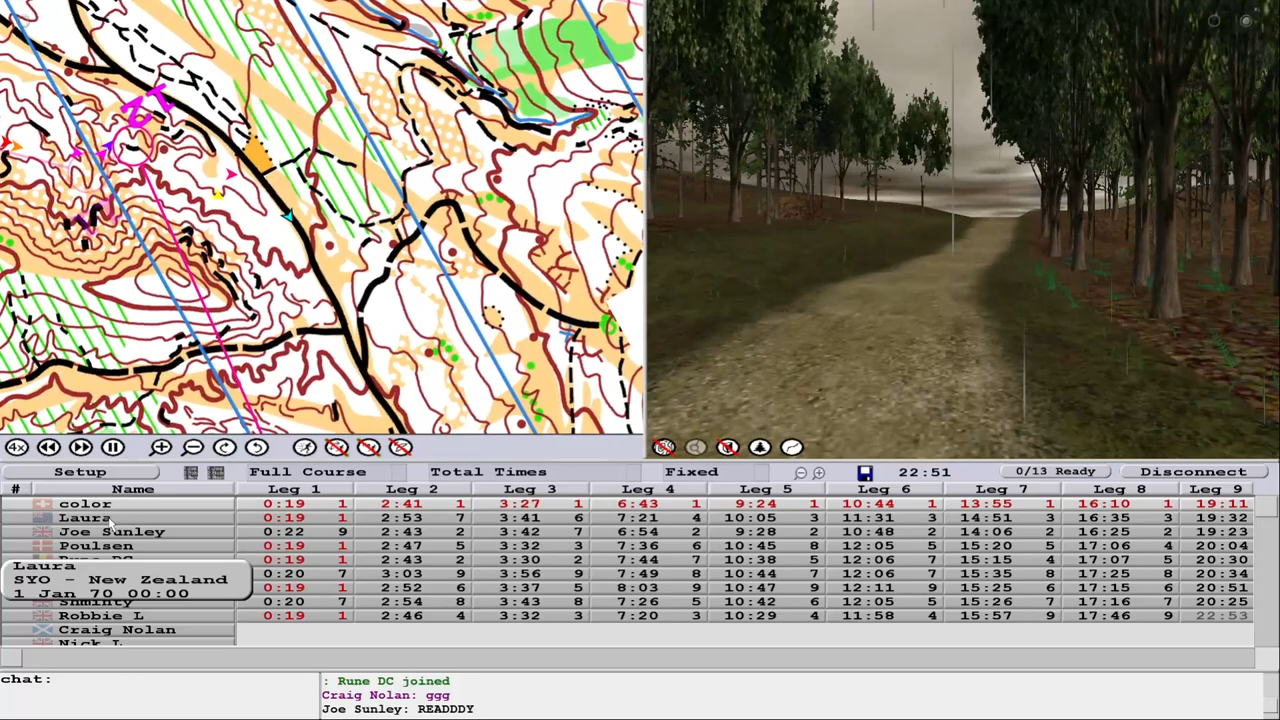 4x
Setup Full Course Total Times Fixed 22:51 0/13 Ready Disconnect
# Name Leg 1 Leg 2 Leg 3 Leg 4 Leg 5 Leg 6 Leg 7 Leg 8 Leg 9
color 0:19 1 2:41 1 3:27 1 6:43 1 9:24 1 10:44 1 13:55 1 16:10 1 19:11
Laura 0:19 1 2:53 7 3:41 6 7:21 4 10:05 3 11:31 3 14:51 3 16:35 3 19:32
Joe Sunley 0:22 9 2:43 2 3:42 7 6:54 2 9:28 2 10:48 2 14:06 2 16:25 2 19:23
Poulsen 0:19 1 2:47 5 3:32 3 7:36 6 10:45 8 12:05 5 15:20 5 17:06 4 20:04
0:19 1 2:43 2 3:30 2 7:44 7 10:38 5 12:06 7 15:15 4 17:07 5 20:30
Laura
SYO - New Zealand
1 Jan 70 00:00
0:20 7 3:03 9 3:56 9 7:49 8 10:44 7 12:06 7 15:35 8 17:25 8 20:34
0:19 1 2:52 6 3:37 5 8:03 9 10:47 9 12:11 9 15:25 6 17:15 6 20:51
Shminty 0:20 7 2:54 8 3:43 8 7:26 5 10:42 6 12:05 5 15:26 7 17:16 7 20:25
Robbie L 0:19 1 2:46 4 3:32 3 7:20 3 10:29 4 11:58 4 15:57 9 17:46 9 22:53
Craig Nolan
Nick L
chat:
: Rune DC joined
Craig Nolan: ggg
Joe Sunley: READDDY